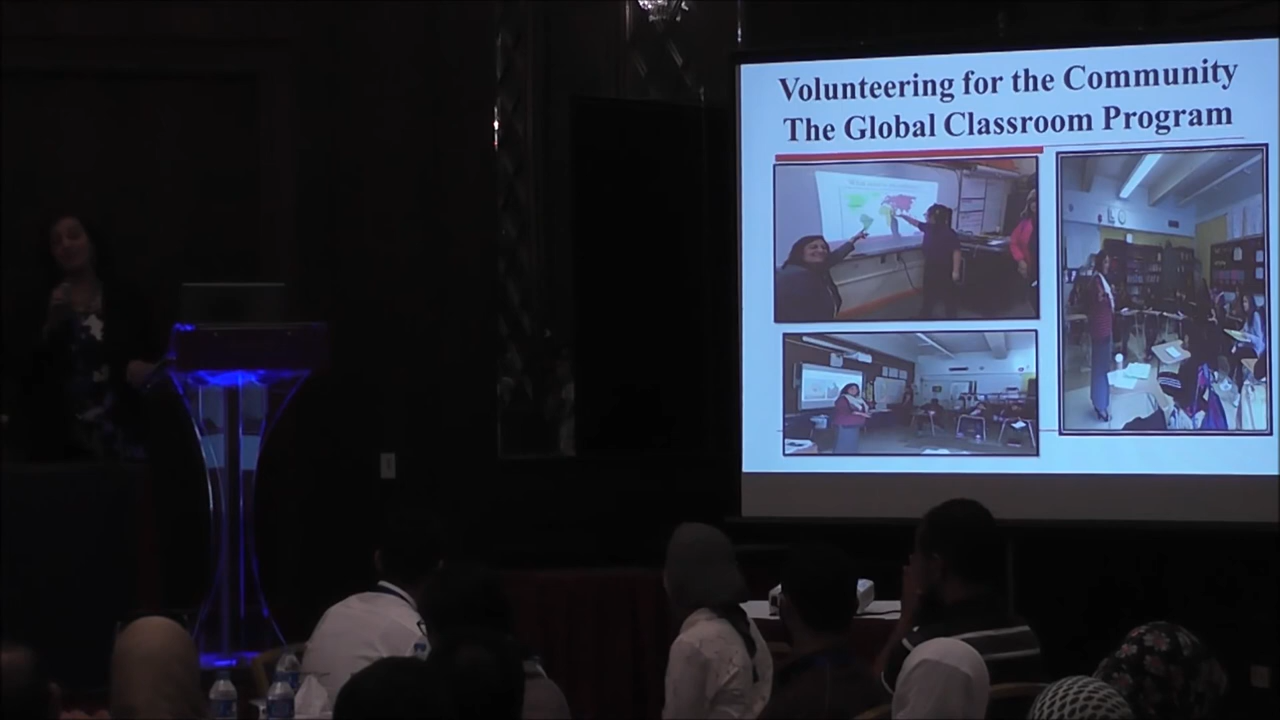 Volunteering for the Community
The Global Classroom Program